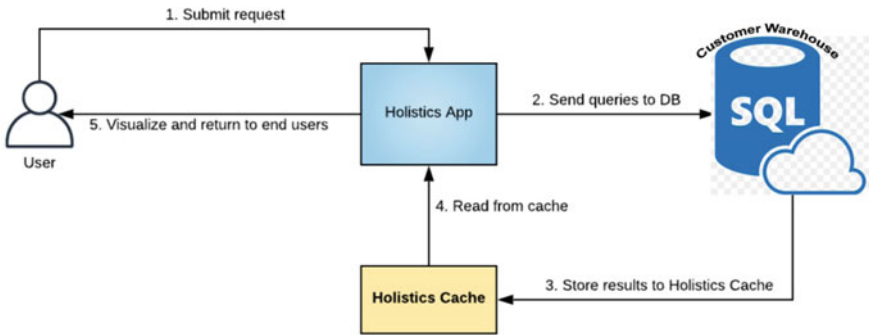 1. Submit request
Customer Warehouse
SQL
Holistics App
2. Send queries to DB
5. Visualize and return to end users
User
4. Read from cache
3. Store results to Holistics Cache
Holistics Cache